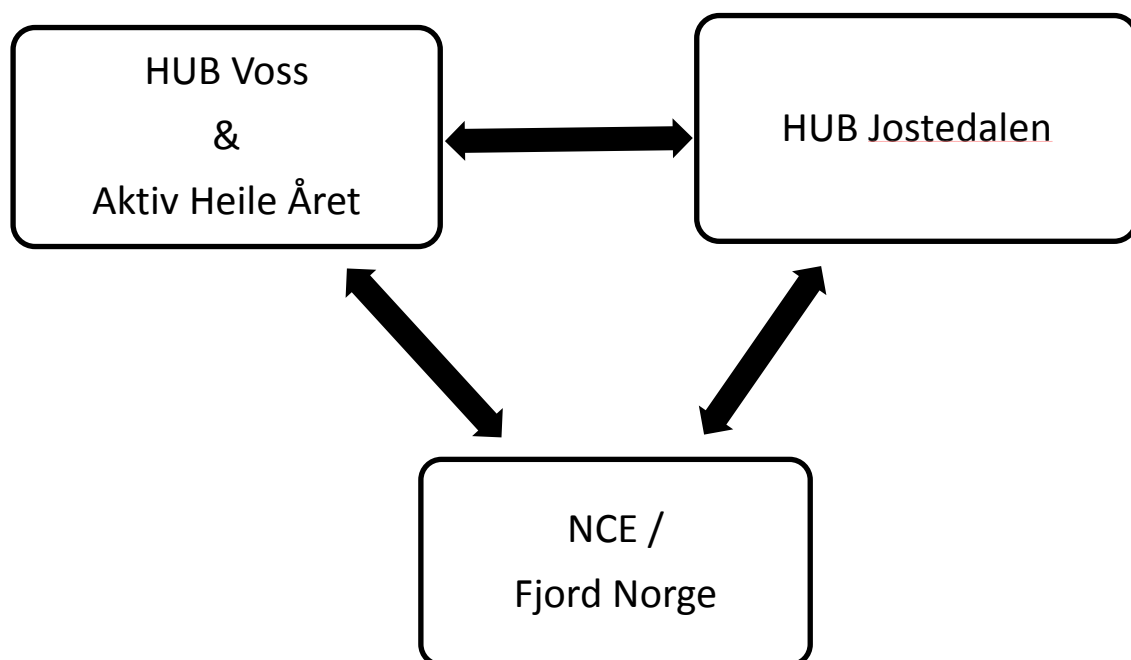 HUB Voss
&
Aktiv Heile Året
HUB Jostedalen
NCE /
Fjord Norge